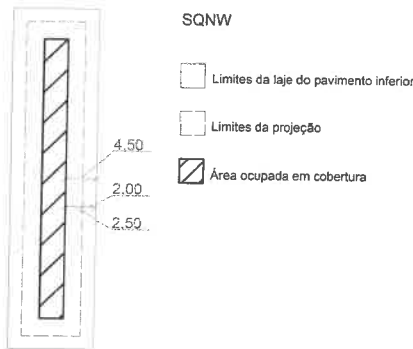 SQNW
Limites da laje do pavimento inferior
Limites da projeção
Área ocupada em cobertura
4.50
2.00
2.50